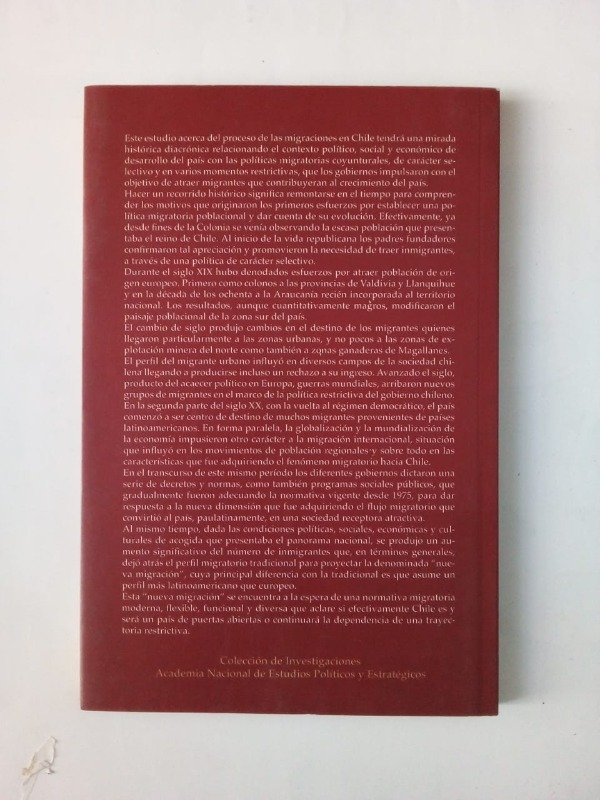 Este estudio acerca del proceso de las migraciones en Chile tendrá una mirada
histórica diacrónica relacionando el contexto político, social y económico de
desarrollo del país con las políticas migratorias coyunturales, de carácter se-
lectivo y en varios momentos restrictivas, que los gobiernos impulsaron con el
objetivo de atraer migrantes que contribuyeran al crecimiento del país.
Hacer un recorrido histórico significa remontarse en el tiempo para compren-
der los motivos que originaron los primeros esfuerzos por establecer una po-
lítica migratoria poblacional y dar cuenta de su evolución. Efectivamente, ya
desde fines de la Colonia se venía observando la escasa población que presen-
taba el reino de Chile. Al inicio de la vida republicana los padres fundadores
confirmaron tal apreciación y promovieron la necesidad de traer inmigrantes,
a través de una política de carácter selectivo.
Durante el siglo XIX hubo denodados esfuerzos por atraer población de ori-
gen europeo. Primero como colonos a las provincias de Valdivia y Llanquihue
y en la década de los ochenta a la Araucanía recién incorporada al territorio
nacional. Los resultados, aunque cuantitativamente magros, modificaron el
paisaje poblacional de la zona sur del país.
El cambio de siglo produjo cambios en el destino de los migrantes quienes
llegaron particularmente a las zonas urbanas, y no pocos a las zonas de ex-
plotación minera del norte como también a zonas ganaderas de Magallanes.
El perfil del migrante urbano influyó en diversos campos de la sociedad chi-
lena llegando a producirse incluso un rechazo a su ingreso. Avanzado el siglo,
producto del acaecer político en Europa, guerras mundiales, arribaron nuevos
grupos de migrantes en el marco de la política restrictiva del gobierno chileno.
En la segunda parte del siglo XX, con la vuelta al régimen democrático, el país
comenzó a ser centro de destino de muchos migrantes provenientes de países
latinoamericanos. En forma paralela, la globalización y la mundialización de
la economía impusieron otro carácter a la migración internacional, situación
que influyó en los movimientos de población regionales y sobre todo en las
características que fue adquiriendo el fenómeno migratorio hacia Chile.
En el transcurso de este mismo período los diferentes gobiernos dictaron una
serie de decretos y normas, como también programas sociales públicos, que
gradualmente fueron adecuando la normativa vigente desde 1975, para dar
respuesta a la nueva dimensión que fue adquiriendo el flujo migratorio que
convirtió al país, paulatinamente, en una sociedad receptora atractiva.
Al mismo tiempo, dada las condiciones políticas, sociales, económicas y cul-
turales de acogida que presentaba el panorama nacional, se produjo un au-
mento significativo del número de inmigrantes que, en términos generales,
dejó atrás el perfil migratorio tradicional para proyectar la denominada "nue-
va migración", cuya principal diferencia con la tradicional es que asume un
perfil más latinoamericano que europeo.
Esta "nueva migración" se encuentra a la espera de una normativa migratoria
moderna, flexible, funcional y diversa que aclare si efectivamente Chile es y
será un país de puertas abiertas o continuará la dependencia de una trayec-
toria restrictiva.
Colección de Investigaciones
Academia Nacional de Estudios Políticos y Estratégicos